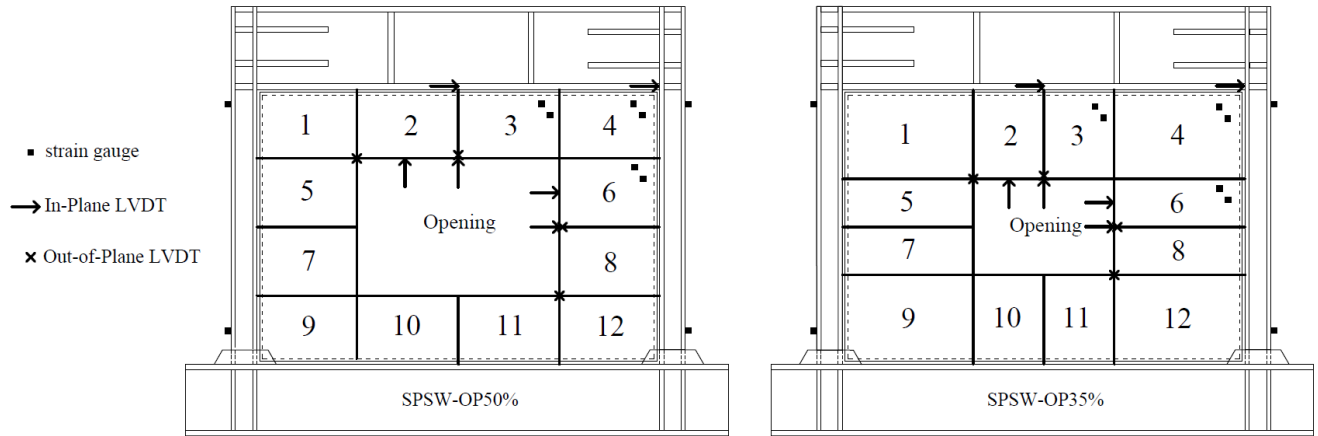 strain gauge
In-Plane LVDT
Out-of-Plane LVDT
1 2 3 4
5 6
Opening
7 8
9 10 11 12
SPSW-OP50%
1 2 3 4
5 6
Opening
7 8
9 10 11 12
SPSW-OP35%